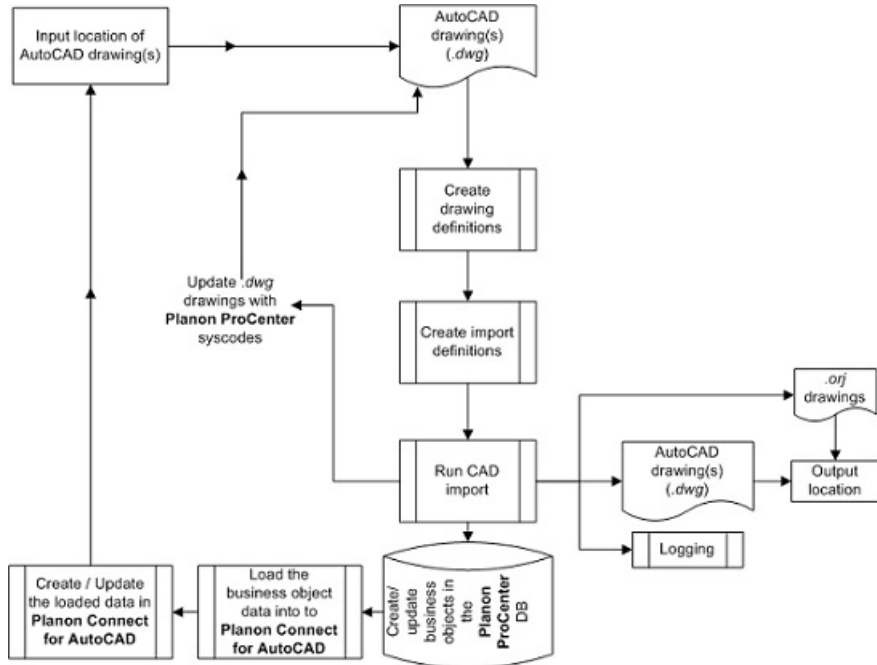 Input location of
AutoCAD drawing(s)
AutoCAD
drawing(s)
(.dwg)
Create
drawing
definitions
Update .dwg
drawings with
Planon ProCenter
syscodes
Create import
definitions
.orj
drawings
Run CAD
import
AutoCAD
drawing(s)
(.dwg)
Output
location
Logging
Create / Update
the loaded data in
Planon Connect
for AutoCAD
Load the
business object
data into to
Planon Connect
for AutoCAD
Create/
update
business
objects in
the
Planon
ProCenter
DB